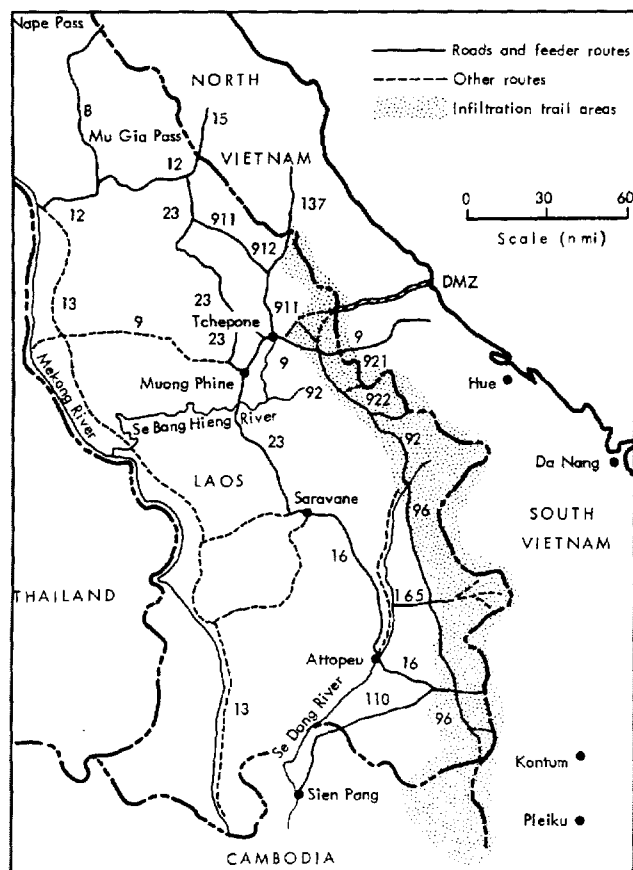 Nape Pass
Roads and feeder routes
NORTH
Other routes
8
15
Infiltration trail areas
Mu Gia Pass
12
VIETNAM
137
0 30 60
12
23
911
Scale (nmi)
912
DMZ
13
23
911
9
Tchepone
9
23
9
921
Muong Phine
92
922
Hue
Mekong River
Se Bang Hieng River
92
23
Da Nang
LAOS
96
SOUTH
Saravane
VIETNAM
16
THAILAND
165
Attopeu
16
110
Se Dong River
13
96
Kontum
Sien Pang
Pleiku
CAMBODIA